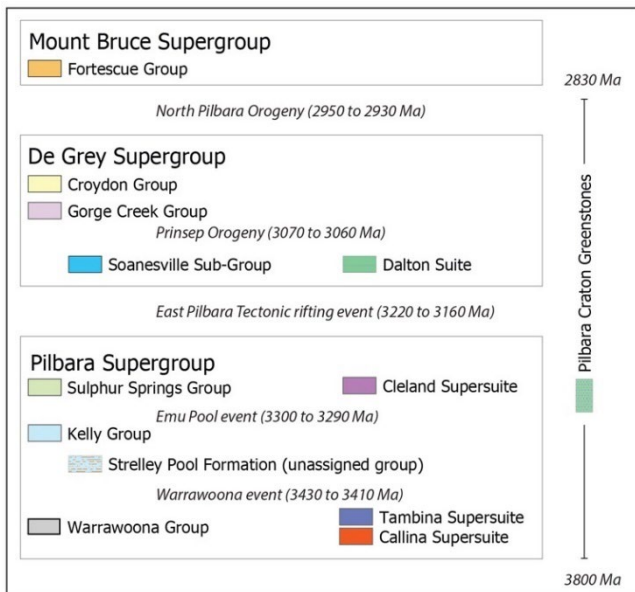 Mount Bruce Supergroup
Fortescue Group
2830 Ma
North Pilbara Orogeny (2950 to 2930 Ma)
De Grey Supergroup
Croydon Group
Gorge Creek Group
Prinsep Orogeny (3070 to 3060 Ma)
Soanesville Sub-Group
Dalton Suite
East Pilbara Tectonic rifting event (3220 to 3160 Ma)
Pilbara Supergroup
Sulphur Springs Group
Cleland Supersuite
Emu Pool event (3300 to 3290 Ma)
Kelly Group
Strelley Pool Formation (unassigned group)
Warrawoona event (3430 to 3410 Ma)
Warrawoona Group
Tambina Supersuite
Callina Supersuite
Pilbara Craton Greenstones
3800 Ma